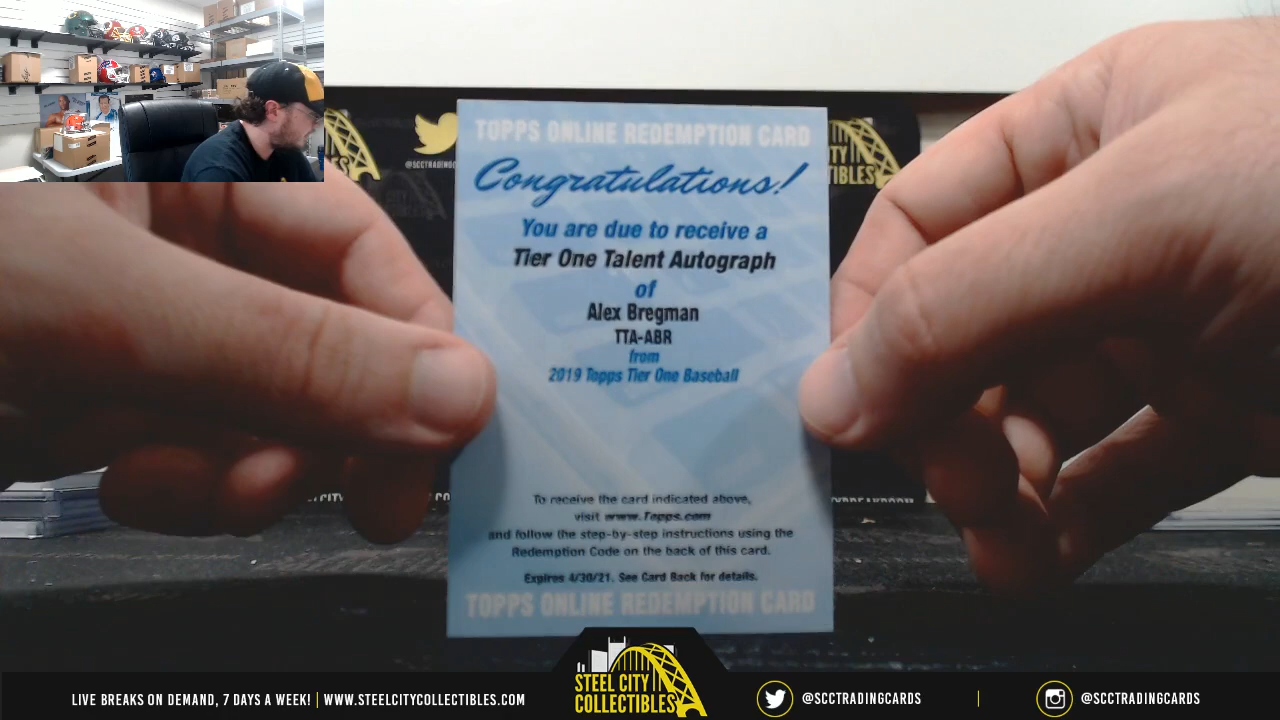 TOPPS ONLINE REDEMPTION CARD
Congratulations!
You are due to receive a
Tier One Talent Autograph
of
Alex Bregman
TTA-ABR
from
2019 Topps Tier One Baseball
To receive the card indicated above,
visit www.Topps.com
and follow the step-by-step instructions using the
Redemption Code on the back of this card.
Expires 4/30/21. See Card Back for details.
TOPPS ONLINE REDEMPTION CARD
LIVE BREAKS ON DEMAND, 7 DAYS A WEEK! | WWW.STEELCITYCOLLECTIBLES.COM
STEEL CITY
COLLECTIBLES
@SCCTRADINGCARDS
@SCCTRADINGCARDS